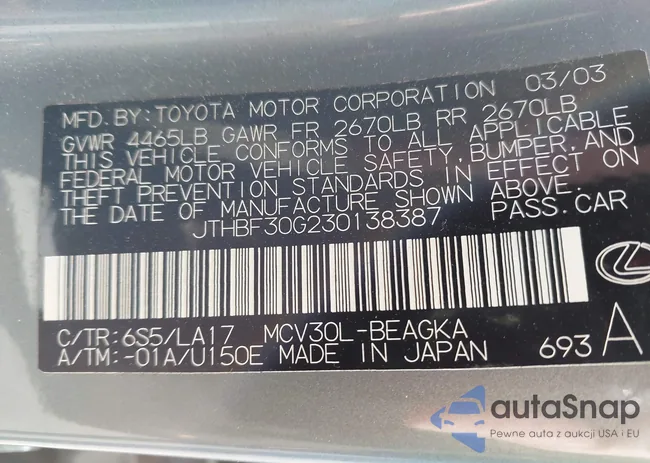 MFD. BY: TOYOTA MOTOR CORPORATION 03/03
GVWR 4465LB GAWR FR 2670LB RR 2670LB
THIS VEHICLE CONFORMS TO ALL APPLICABLE
FEDERAL MOTOR VEHICLE SAFETY, BUMPER, AND
THEFT PREVENTION STANDARDS IN EFFECT ON
THE DATE OF MANUFACTURE SHOWN ABOVE.
JTHBF30G230138387 PASS. CAR
C/TR: 6S5/LA17 MCV30L-BEAGKA
A/TM: -01A/U150E MADE IN JAPAN 693 A
autaSnap
Pewne auta z aukcji USA i EU